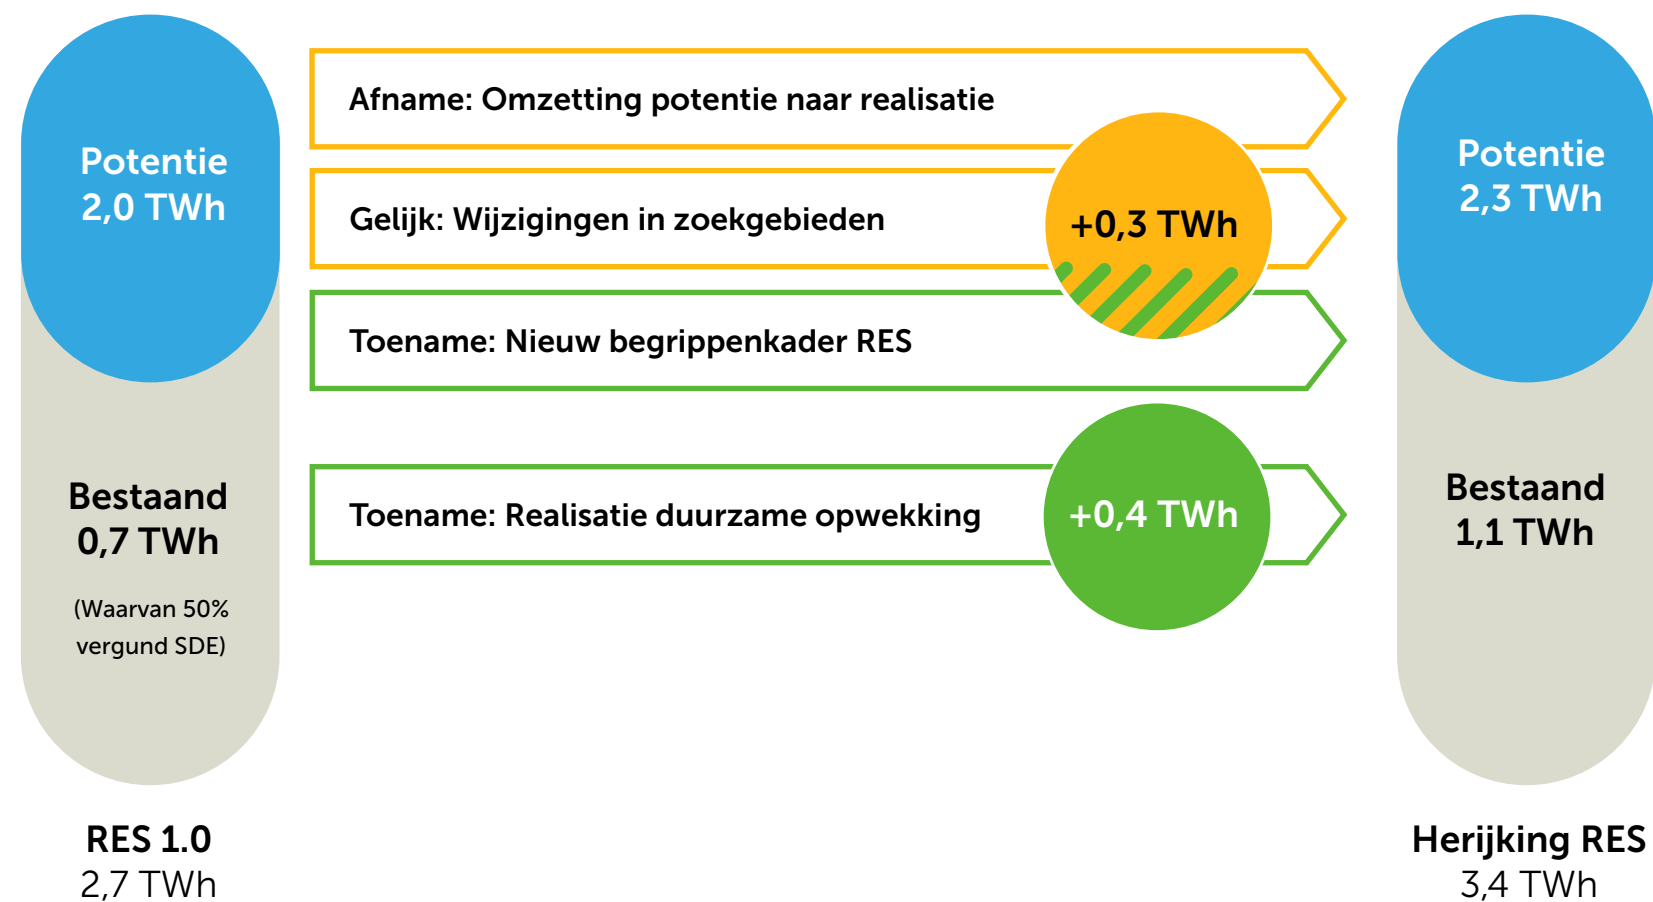 Potentie
2,0 TWh
Bestaand
0,7 TWh
(Waarvan 50%
vergund SDE)
RES 1.0
2,7 TWh
Afname: Omzetting potentie naar realisatie
Gelijk: Wijzigingen in zoekgebieden
+0,3 TWh
Toename: Nieuw begrippenkader RES
Toename: Realisatie duurzame opwekking
+0,4 TWh
Potentie
2,3 TWh
Bestaand
1,1 TWh
Herijking RES
3,4 TWh